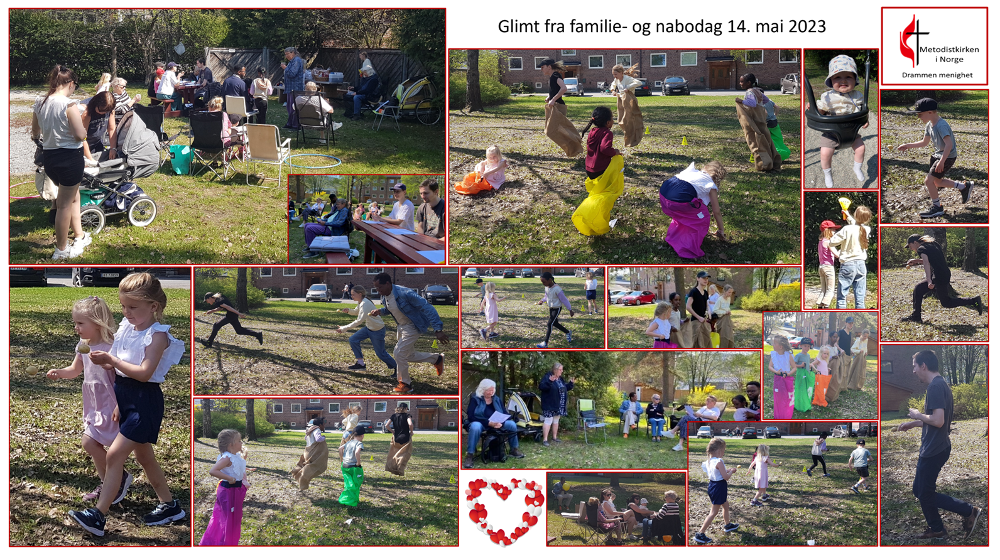 Glimt fra familie- og nabodag 14. mai 2023
Metodistkirken
i Norge
Drammen menighet